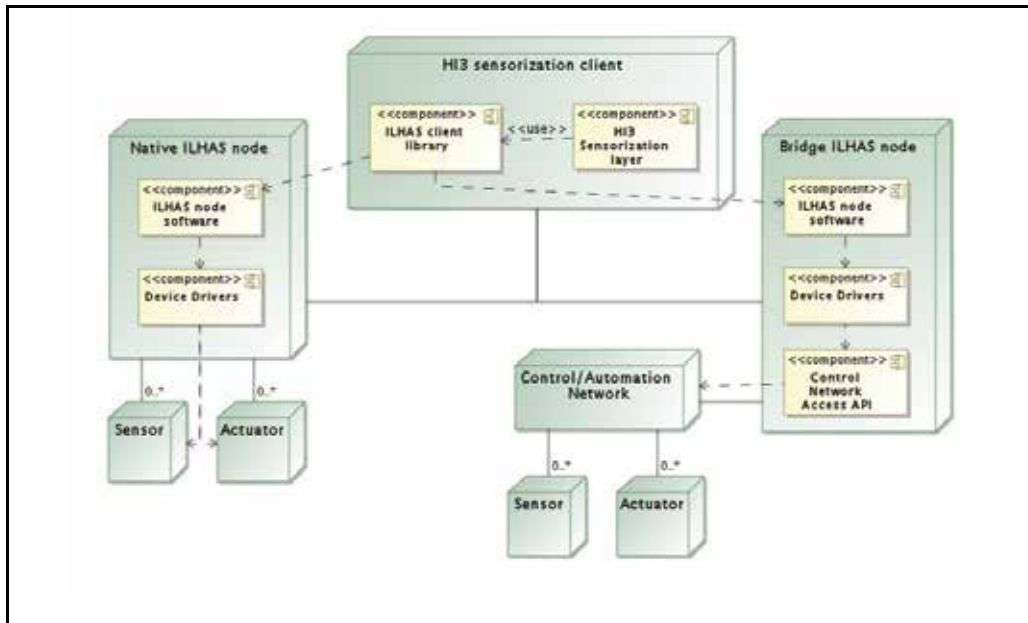 HI3 sensorization client
<<component>>
ILHAS client
library
<<use>>
<<component>>
HI3
Sensorization
layer
Native ILHAS node
<<component>>
ILHAS node
software
<<component>>
Device Drivers
0..*
0..*
Sensor
Actuator
Bridge ILHAS node
<<component>>
ILHAS node
software
<<component>>
Device Drivers
<<component>>
Control
Network
Access API
Control/Automation
Network
0..*
0..*
Sensor
Actuator